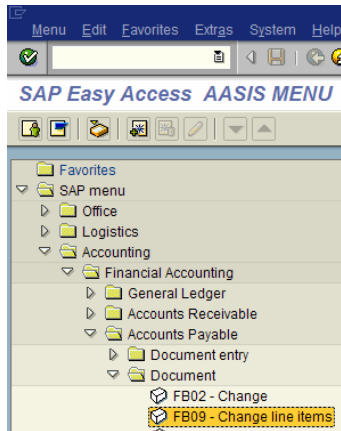 Menu Edit Favorites Extras System Help
SAP Easy Access AASIS MENU
Favorites
SAP menu
Office
Logistics
Accounting
Financial Accounting
General Ledger
Accounts Receivable
Accounts Payable
Document entry
Document
FB02 - Change
FB09 - Change line items